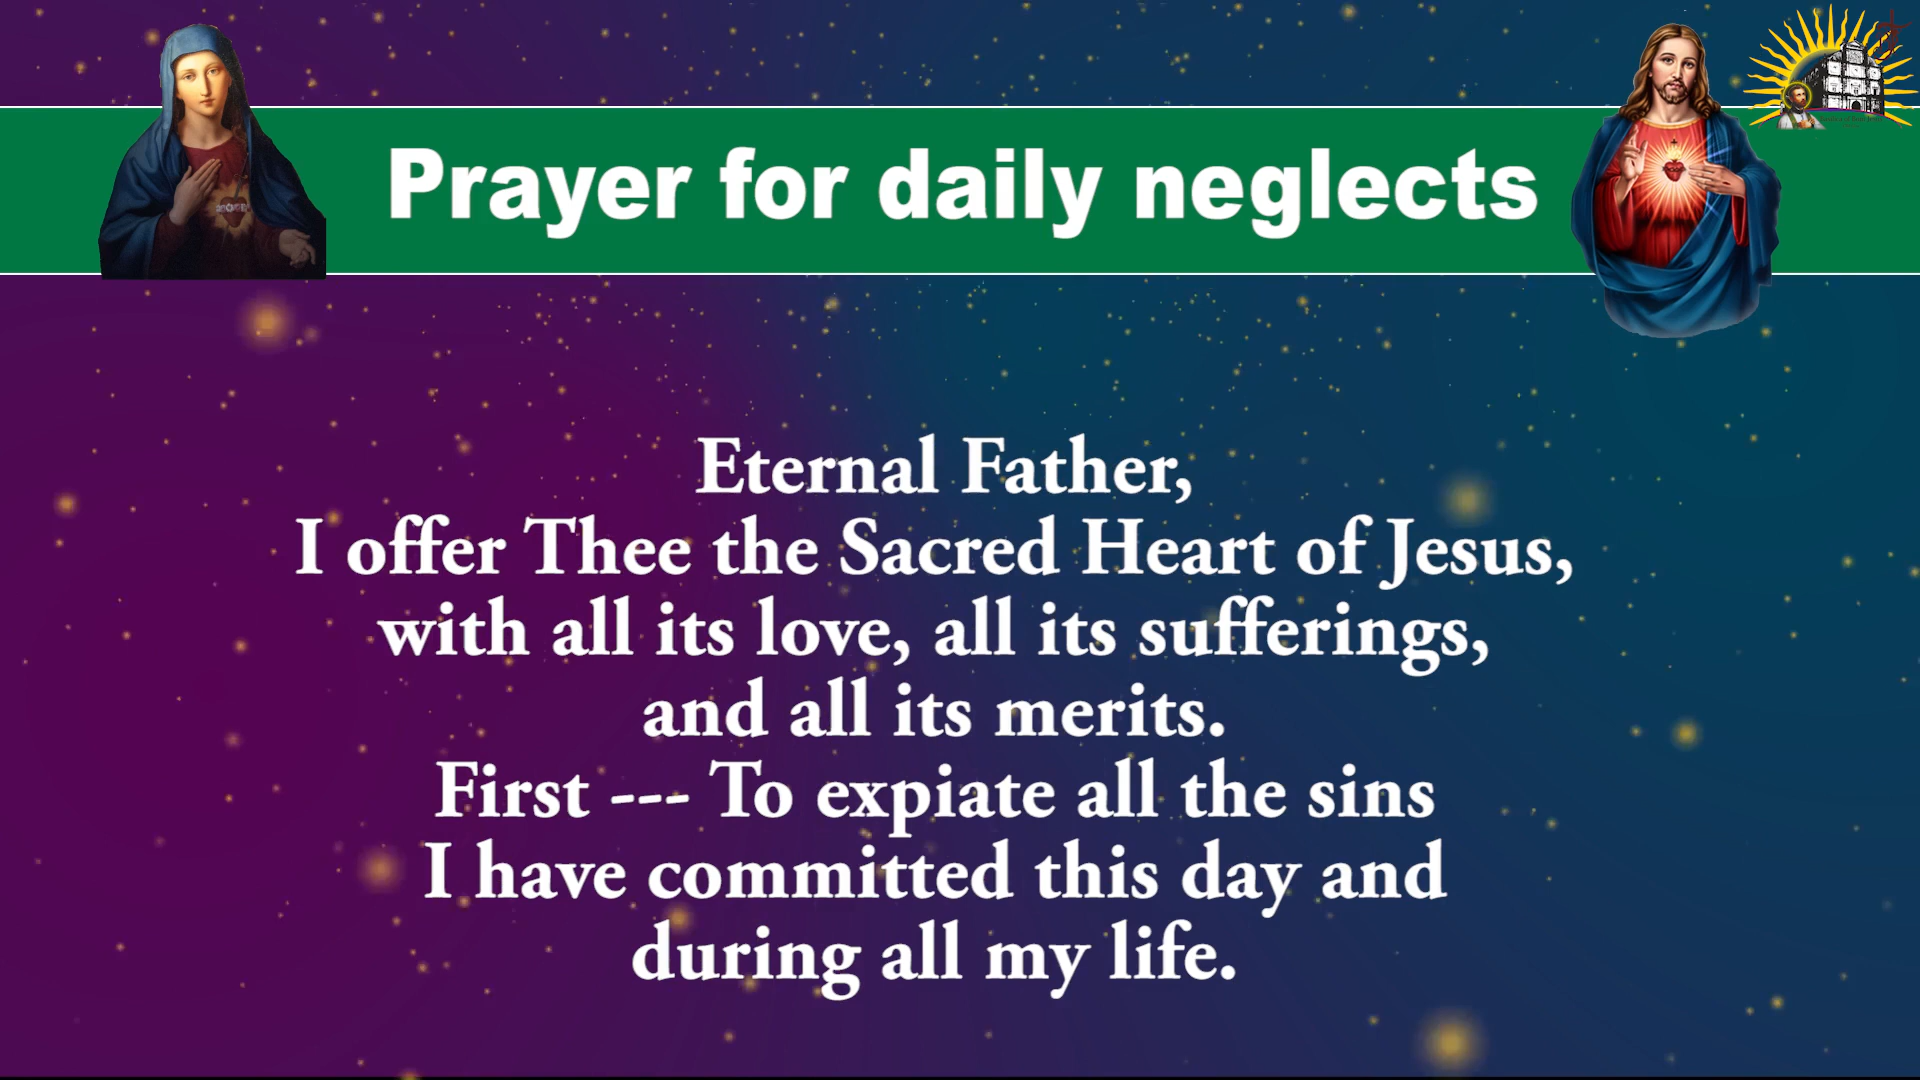 Prayer for daily neglects
Eternal Father,
I offer Thee the Sacred Heart of Jesus,
with all its love, all its sufferings,
and all its merits.
First --- To expiate all the sins
I have committed this day and
during all my life.